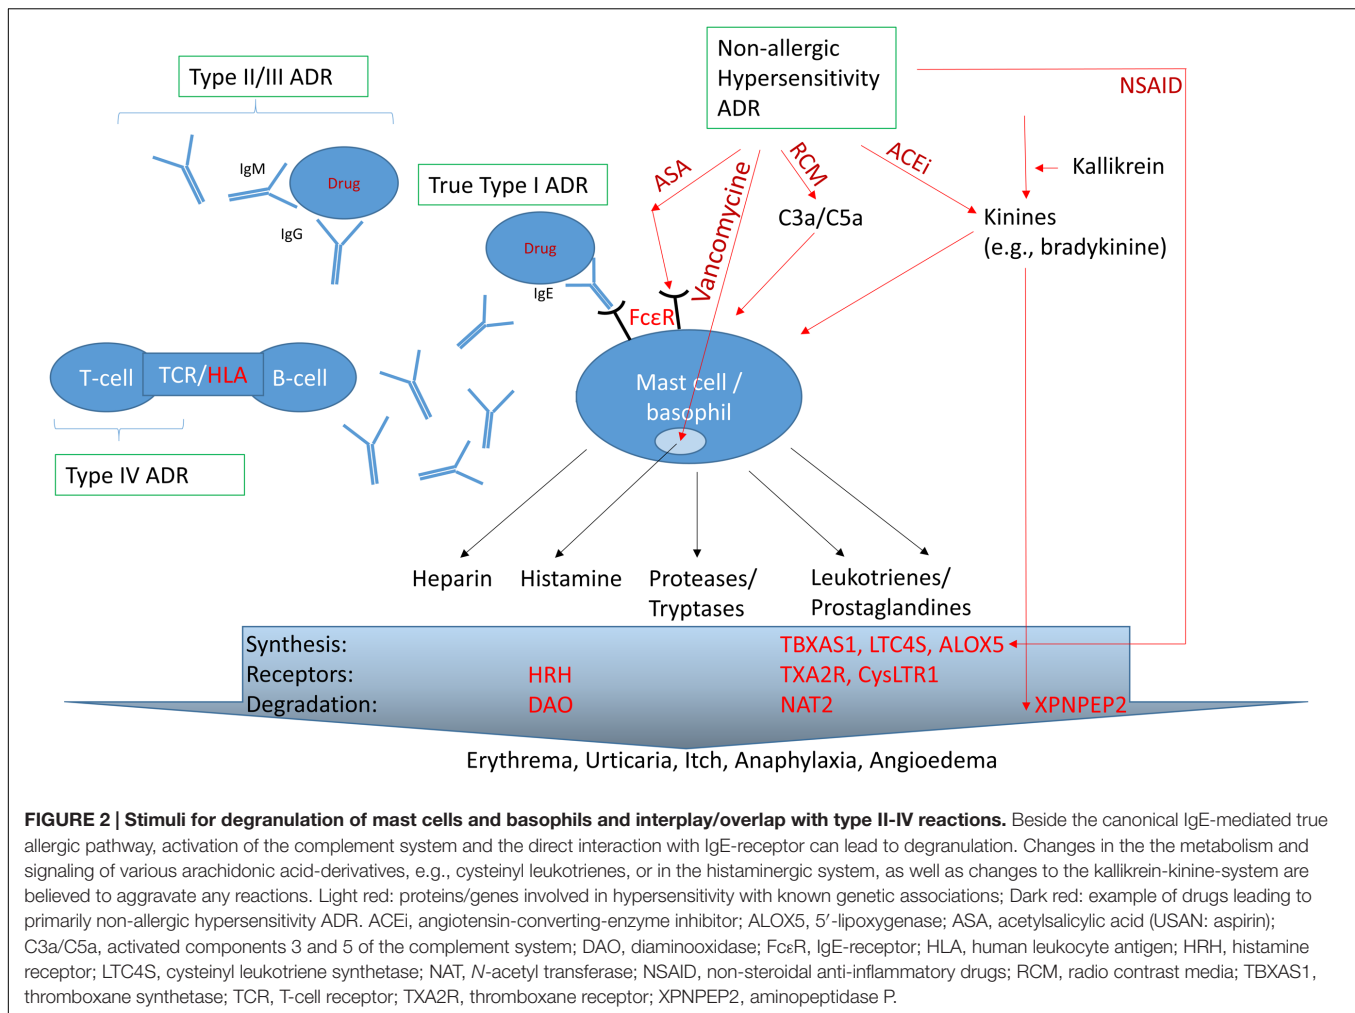 Type II/III ADR
Non-allergic
Hypersensitivity
ADR
NSAID
IgM
Drug
IgG
True Type I ADR
ASA
Vancomycine
RCM
ACEi
Kallikrein
C3a/C5a
Kinines
(e.g., bradykinine)
Drug
IgE
FcεR
T-cell
TCR/HLA
B-cell
Mast cell /
basophil
Type IV ADR
Heparin
Histamine
Proteases/
Tryptases
Leukotrienes/
Prostaglandines
Synthesis:
TBXAS1, LTC4S, ALOX5
Receptors:
HRH
TXA2R, CysLTR1
Degradation:
DAO
NAT2
XPNPEP2
Erythrema, Urticaria, Itch, Anaphylaxia, Angioedema
FIGURE 2 | Stimuli for degranulation of mast cells and basophils and interplay/overlap with type II-IV reactions. Beside the canonical IgE-mediated true
allergic pathway, activation of the complement system and the direct interaction with IgE-receptor can lead to degranulation. Changes in the the metabolism and
signaling of various arachidonic acid-derivatives, e.g., cysteinyl leukotrienes, or in the histaminergic system, as well as changes to the kallikrein-kinine-system are
believed to aggravate any reactions. Light red: proteins/genes involved in hypersensitivity with known genetic associations; Dark red: example of drugs leading to
primarily non-allergic hypersensitivity ADR. ACEi, angiotensin-converting-enzyme inhibitor; ALOX5, 5′-lipoxygenase; ASA, acetylsalicylic acid (USAN: aspirin);
C3a/C5a, activated components 3 and 5 of the complement system; DAO, diaminooxidase; FcεR, IgE-receptor; HLA, human leukocyte antigen; HRH, histamine
receptor; LTC4S, cysteinyl leukotriene synthetase; NAT, N-acetyl transferase; NSAID, non-steroidal anti-inflammatory drugs; RCM, radio contrast media; TBXAS1,
thromboxane synthetase; TCR, T-cell receptor; TXA2R, thromboxane receptor; XPNPEP2, aminopeptidase P.